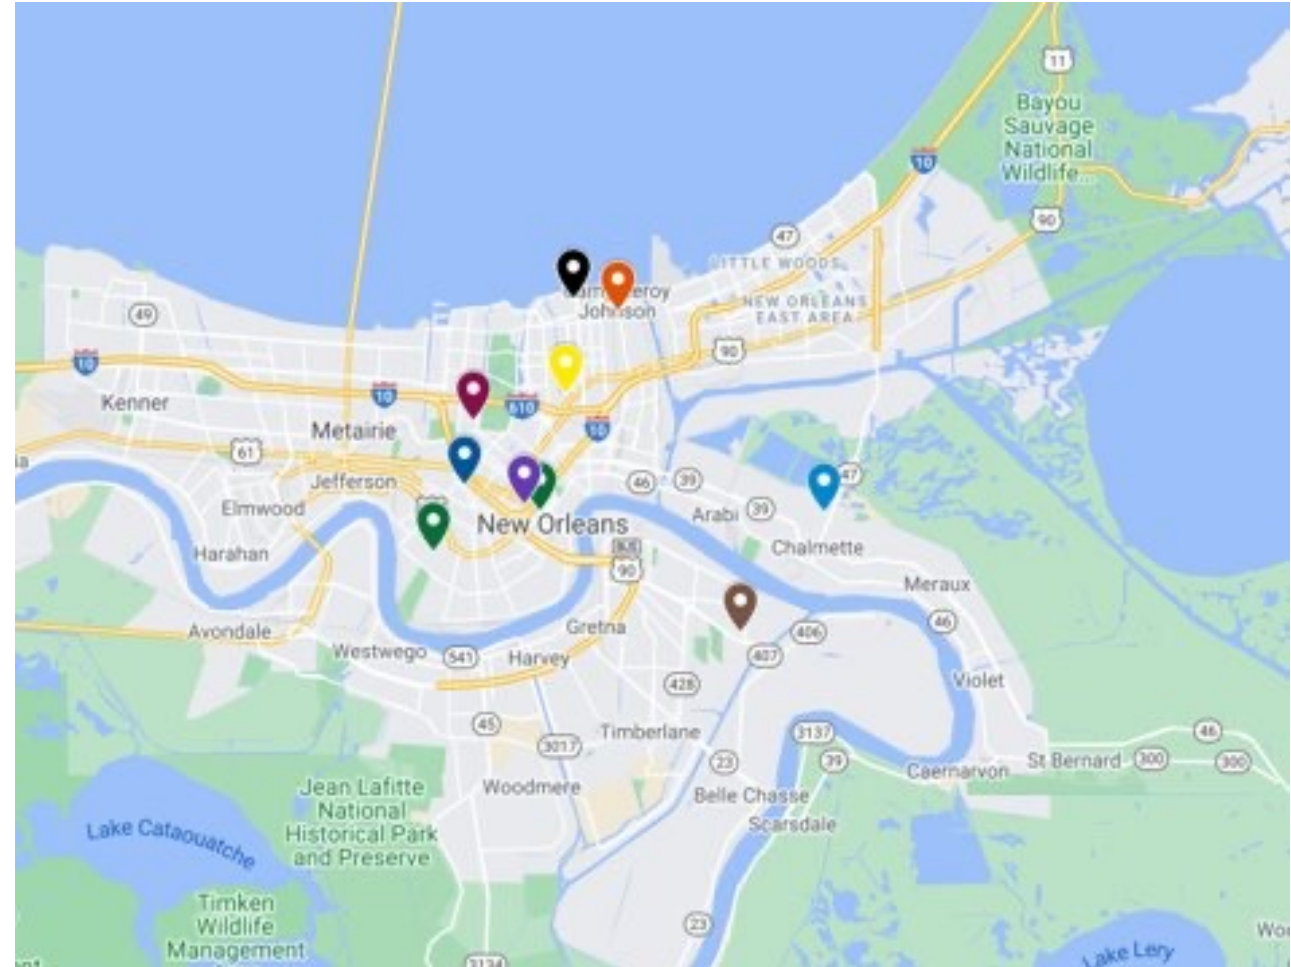 11
Bayou
Sauvage
National
Wildlife...
10
90
47
LITTLE WOODS
NEW ORLEANS
EAST AREA
Johnson
49
90
10
Kenner
10
610
10
Metairie
61
Jefferson
46
39
47
Elmwood
Arabi
39
New Orleans
Chalmette
Harahan
90
Meraux
Avondale
Gretna
406
46
Westwego
541
Harvey
407
Violet
428
45
3017
Timberlane
3137
46
23
39
Caernarvon
St Bernard
300
300
Jean Lafitte
National
Historical Park
and Preserve
Woodmere
Belle Chasse
Scarsdale
Lake Cataouatche
Timken
Wildlife
Management
23
3134
Lake Lery